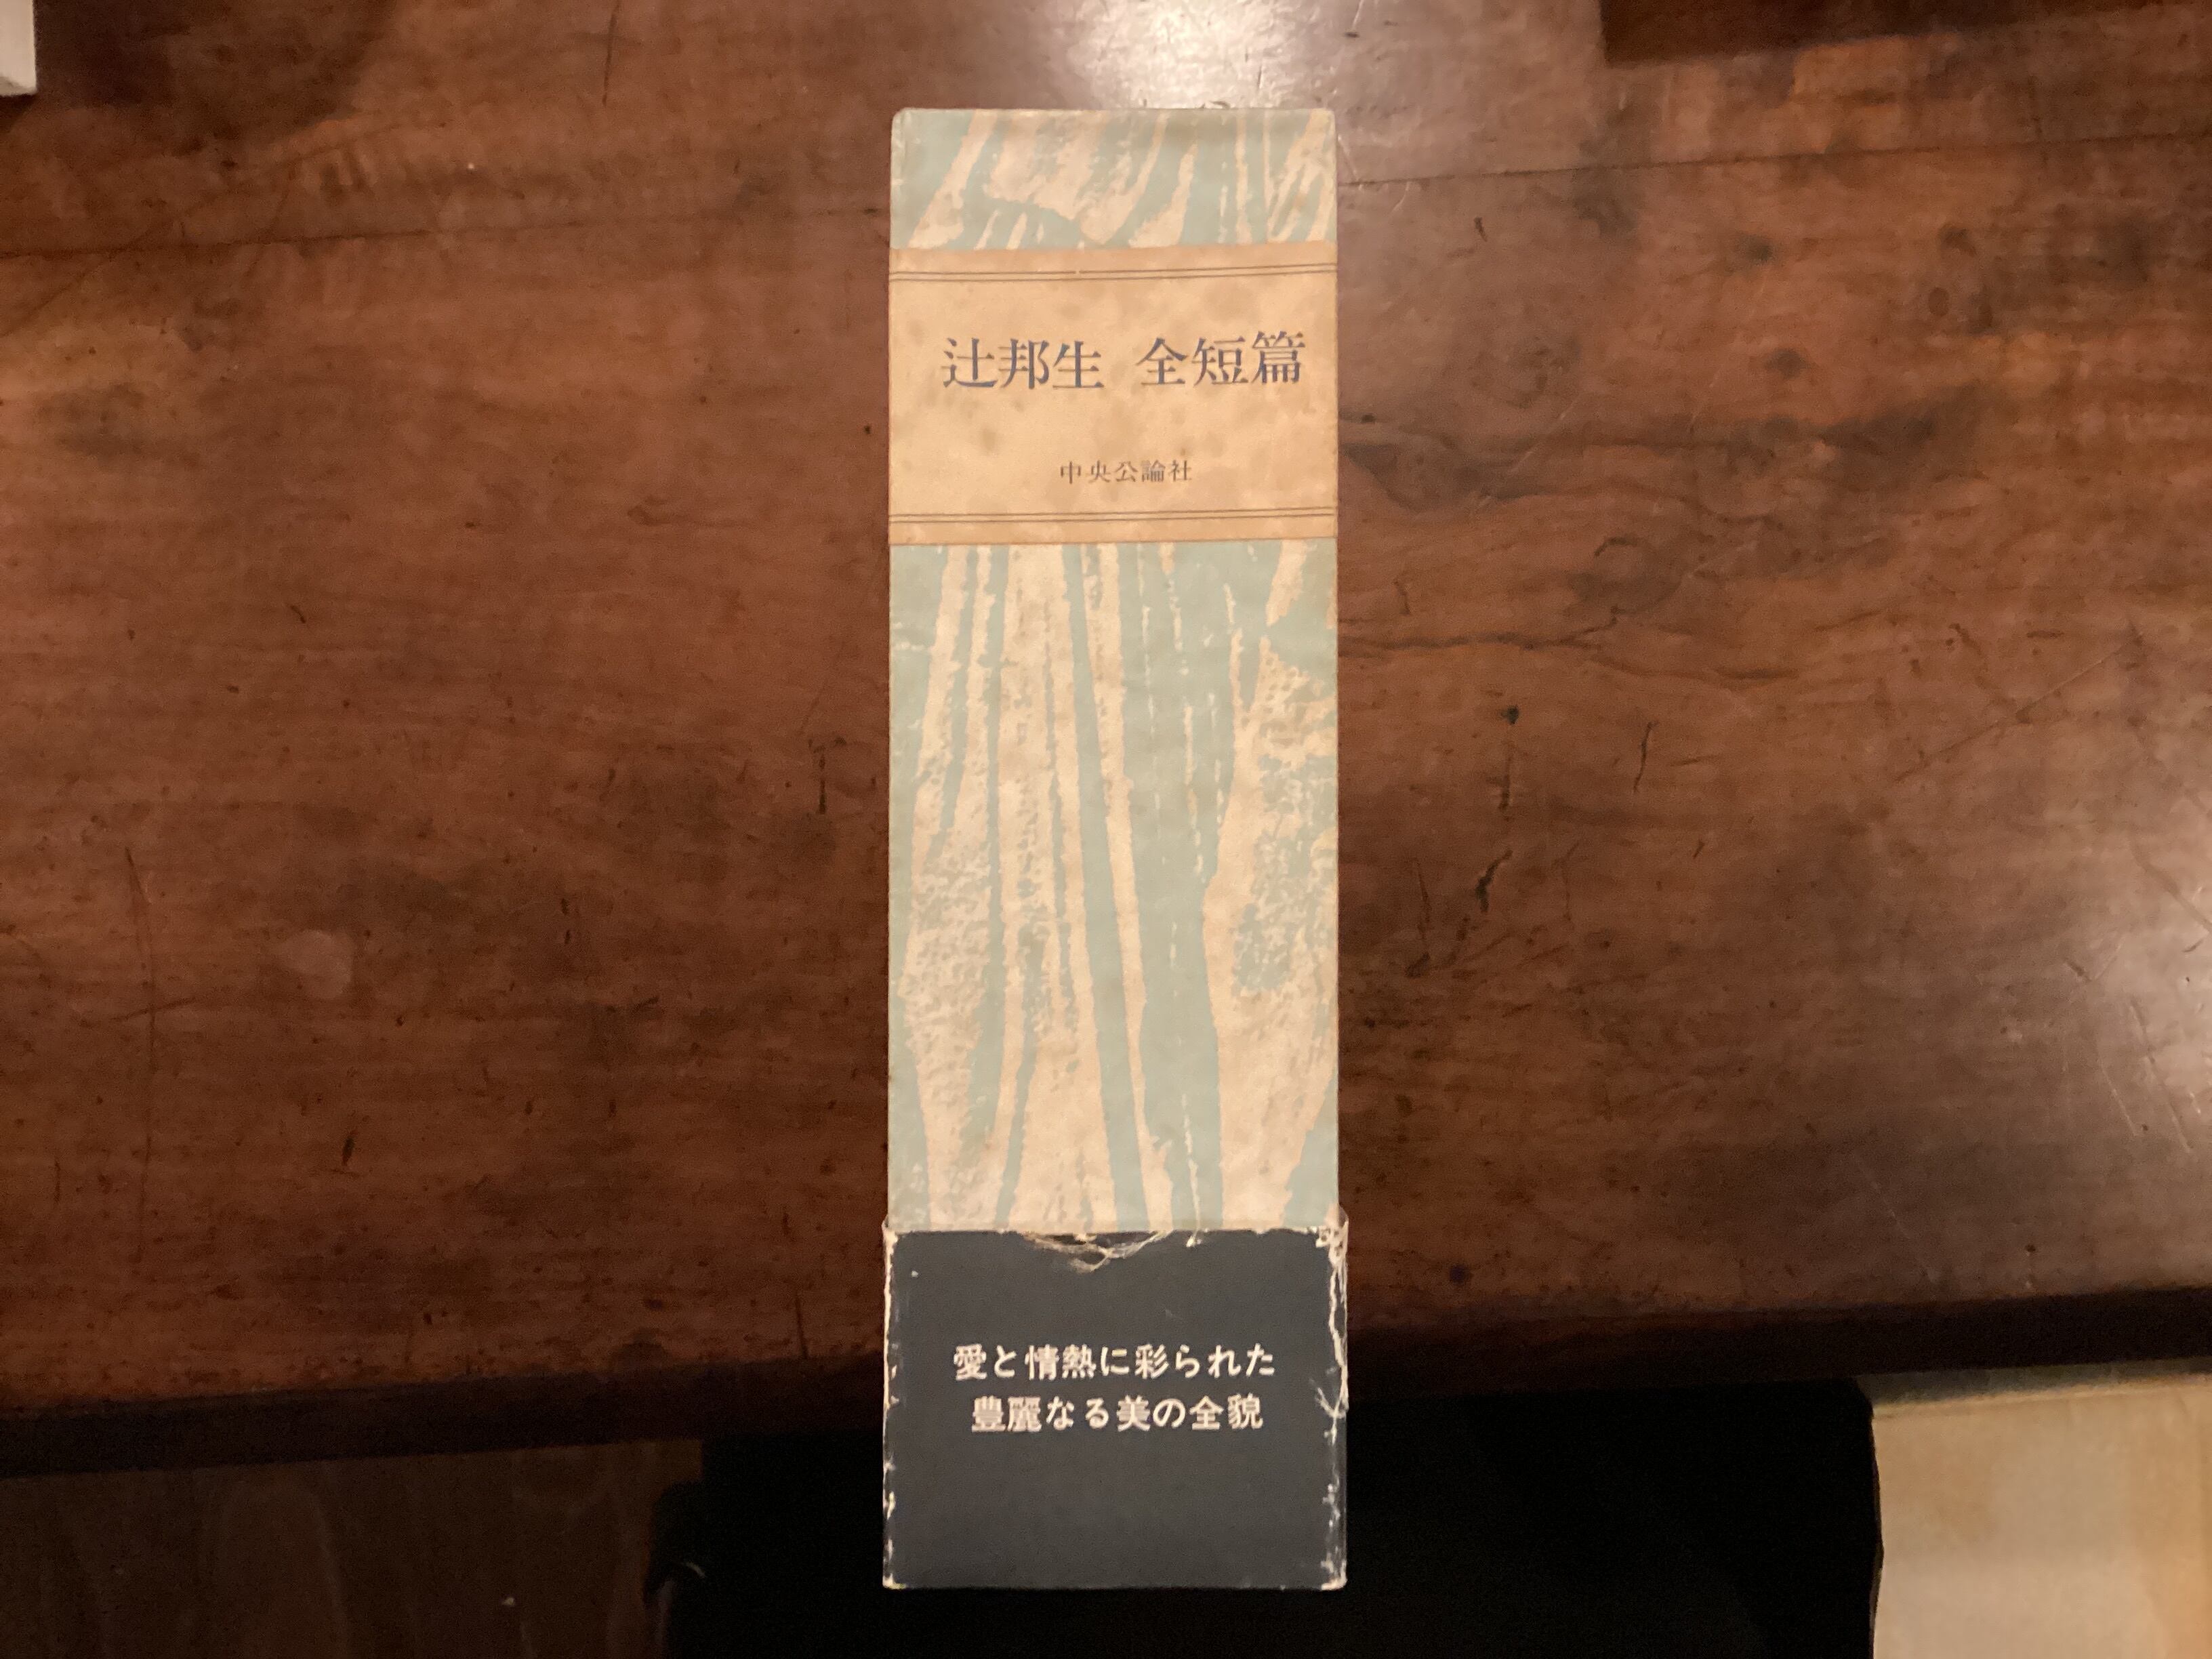 辻邦生 全短篇
中央公論社
愛と情熱に彩られた
豊麗なる美の全貌